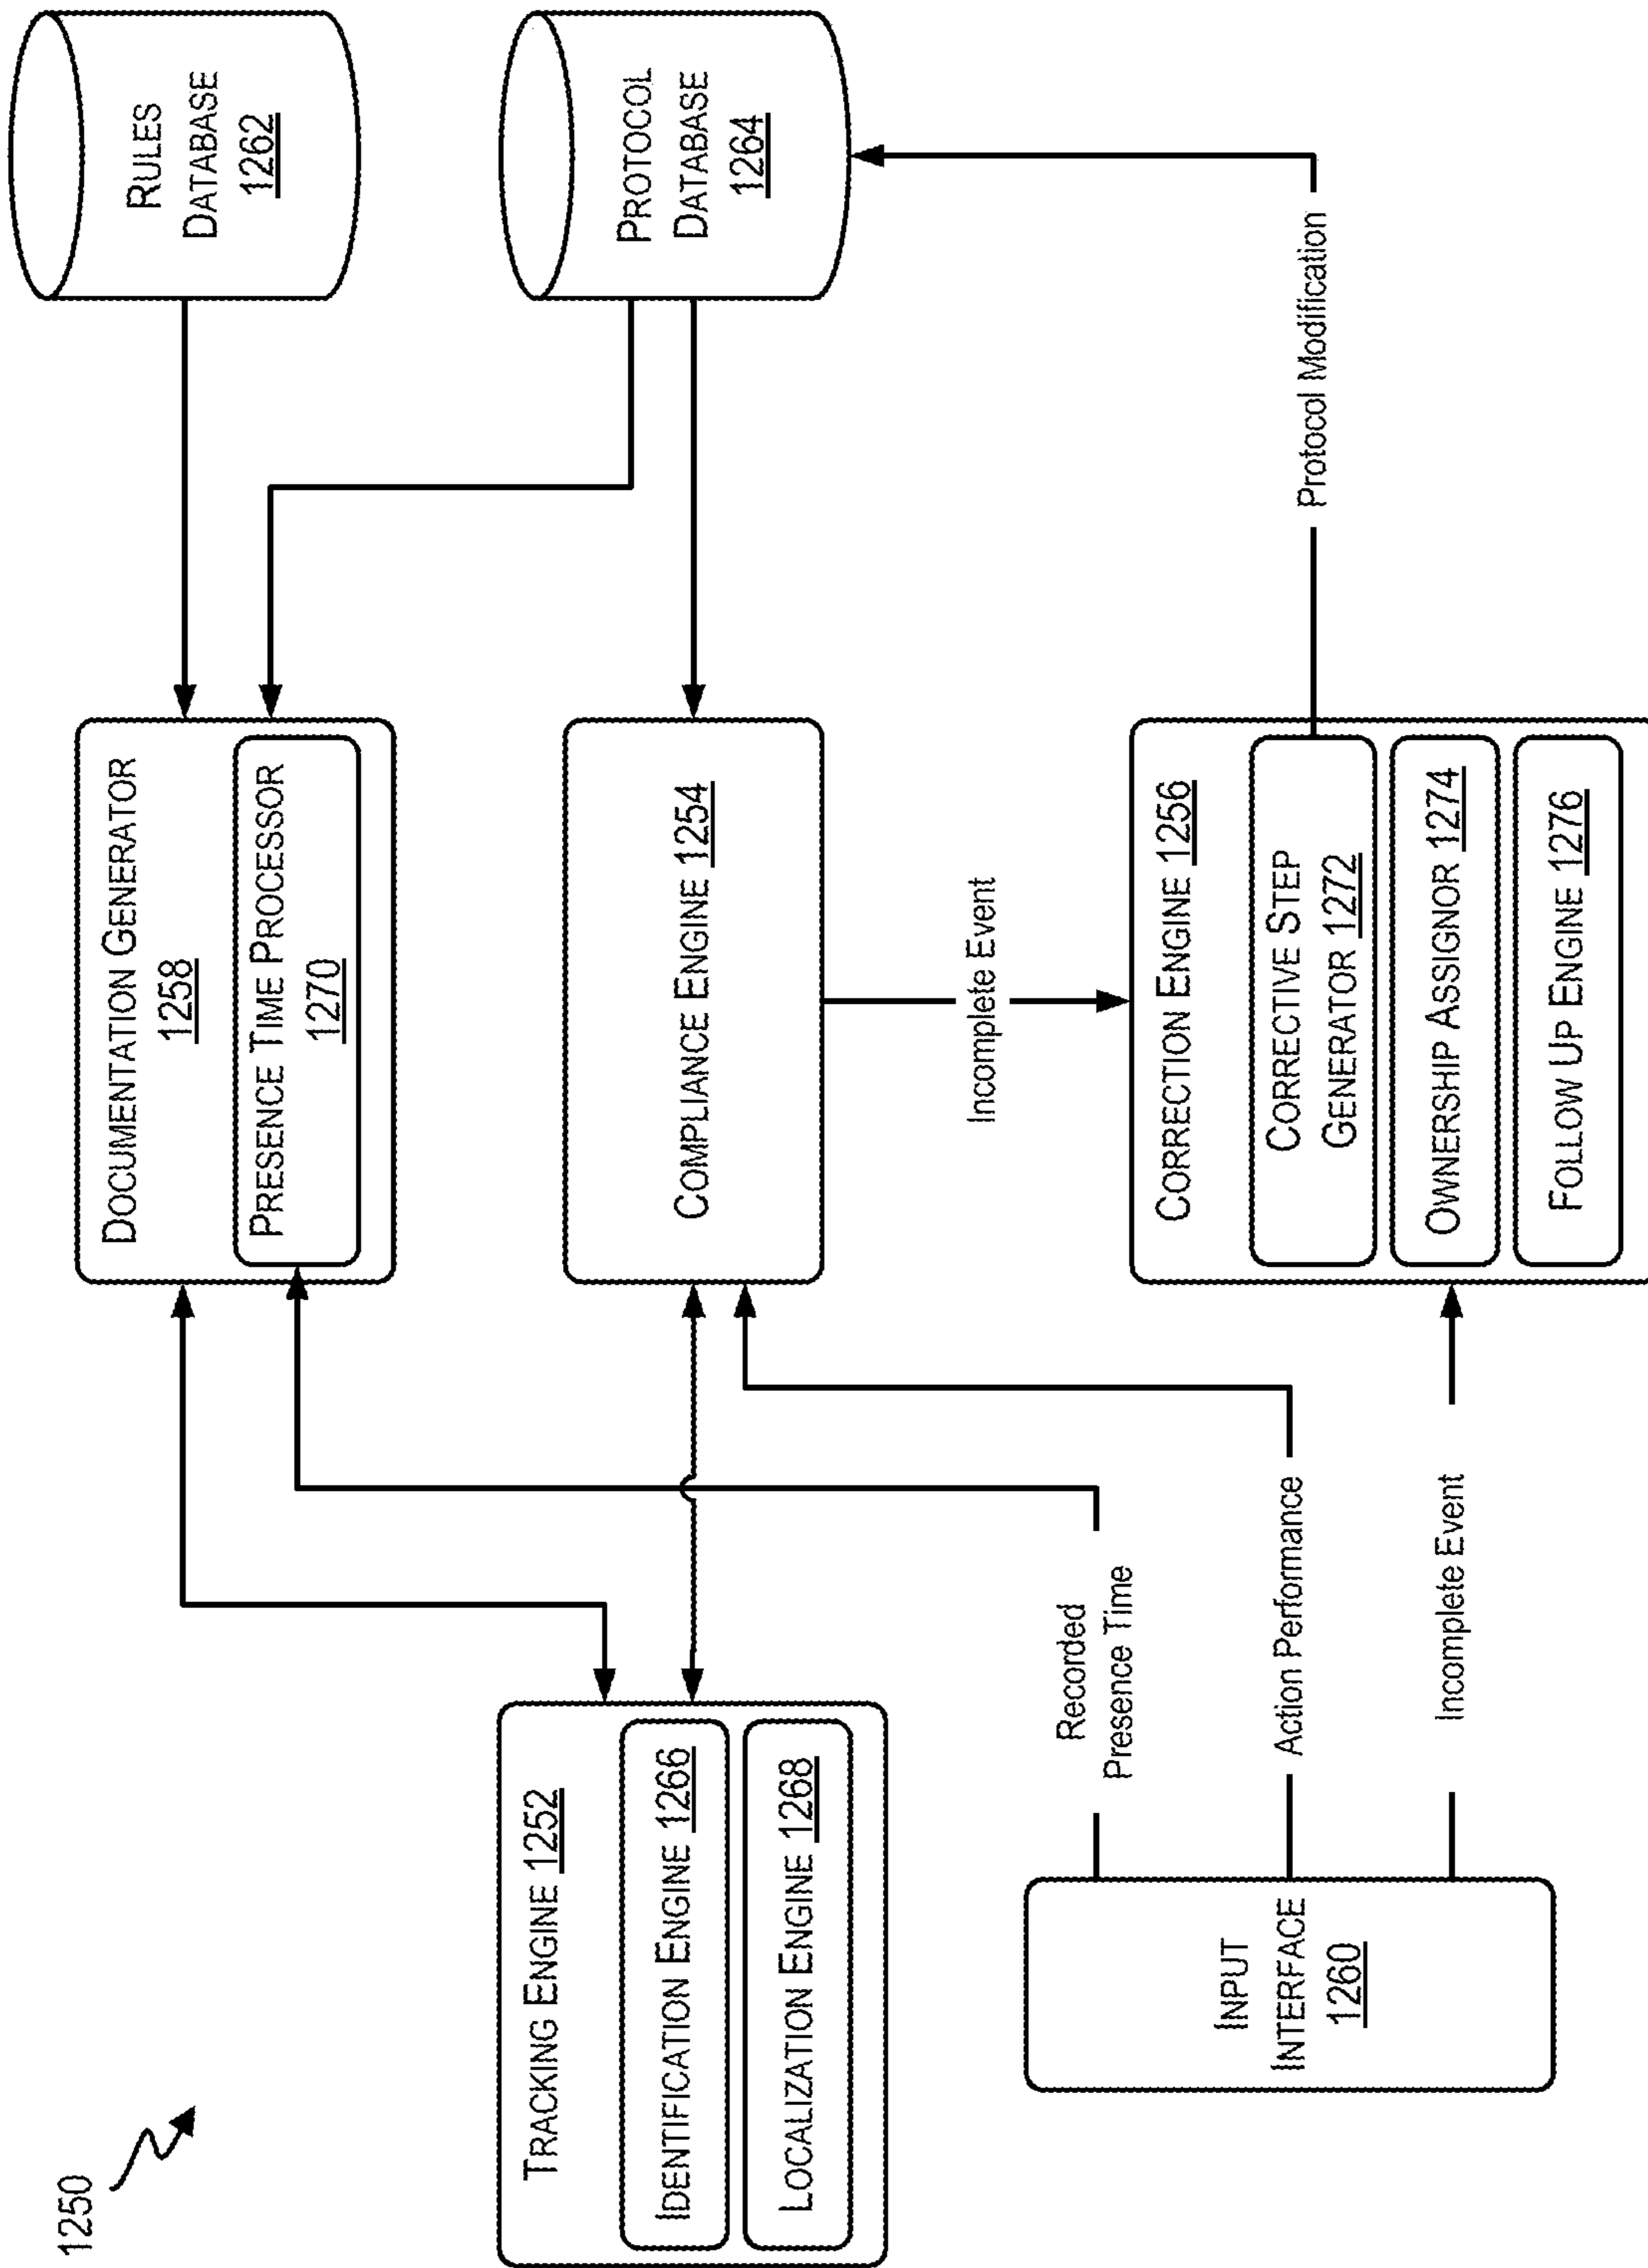 1250
TRACKING ENGINE 1252
IDENTIFICATION ENGINE 1266
LOCALIZATION ENGINE 1268
INPUT
INTERFACE
1260
Recorded
Presence Time
Action Performance
Incomplete Event
DOCUMENTATION GENERATOR
1258
PRESENCE TIME PROCESSOR
1270
COMPLIANCE ENGINE 1254
Incomplete Event
CORRECTION ENGINE 1256
CORRECTIVE STEP
GENERATOR 1272
OWNERSHIP ASSIGNOR 1274
FOLLOW UP ENGINE 1276
RULES
DATABASE
1262
PROTOCOL
DATABASE
1264
Protocol Modification